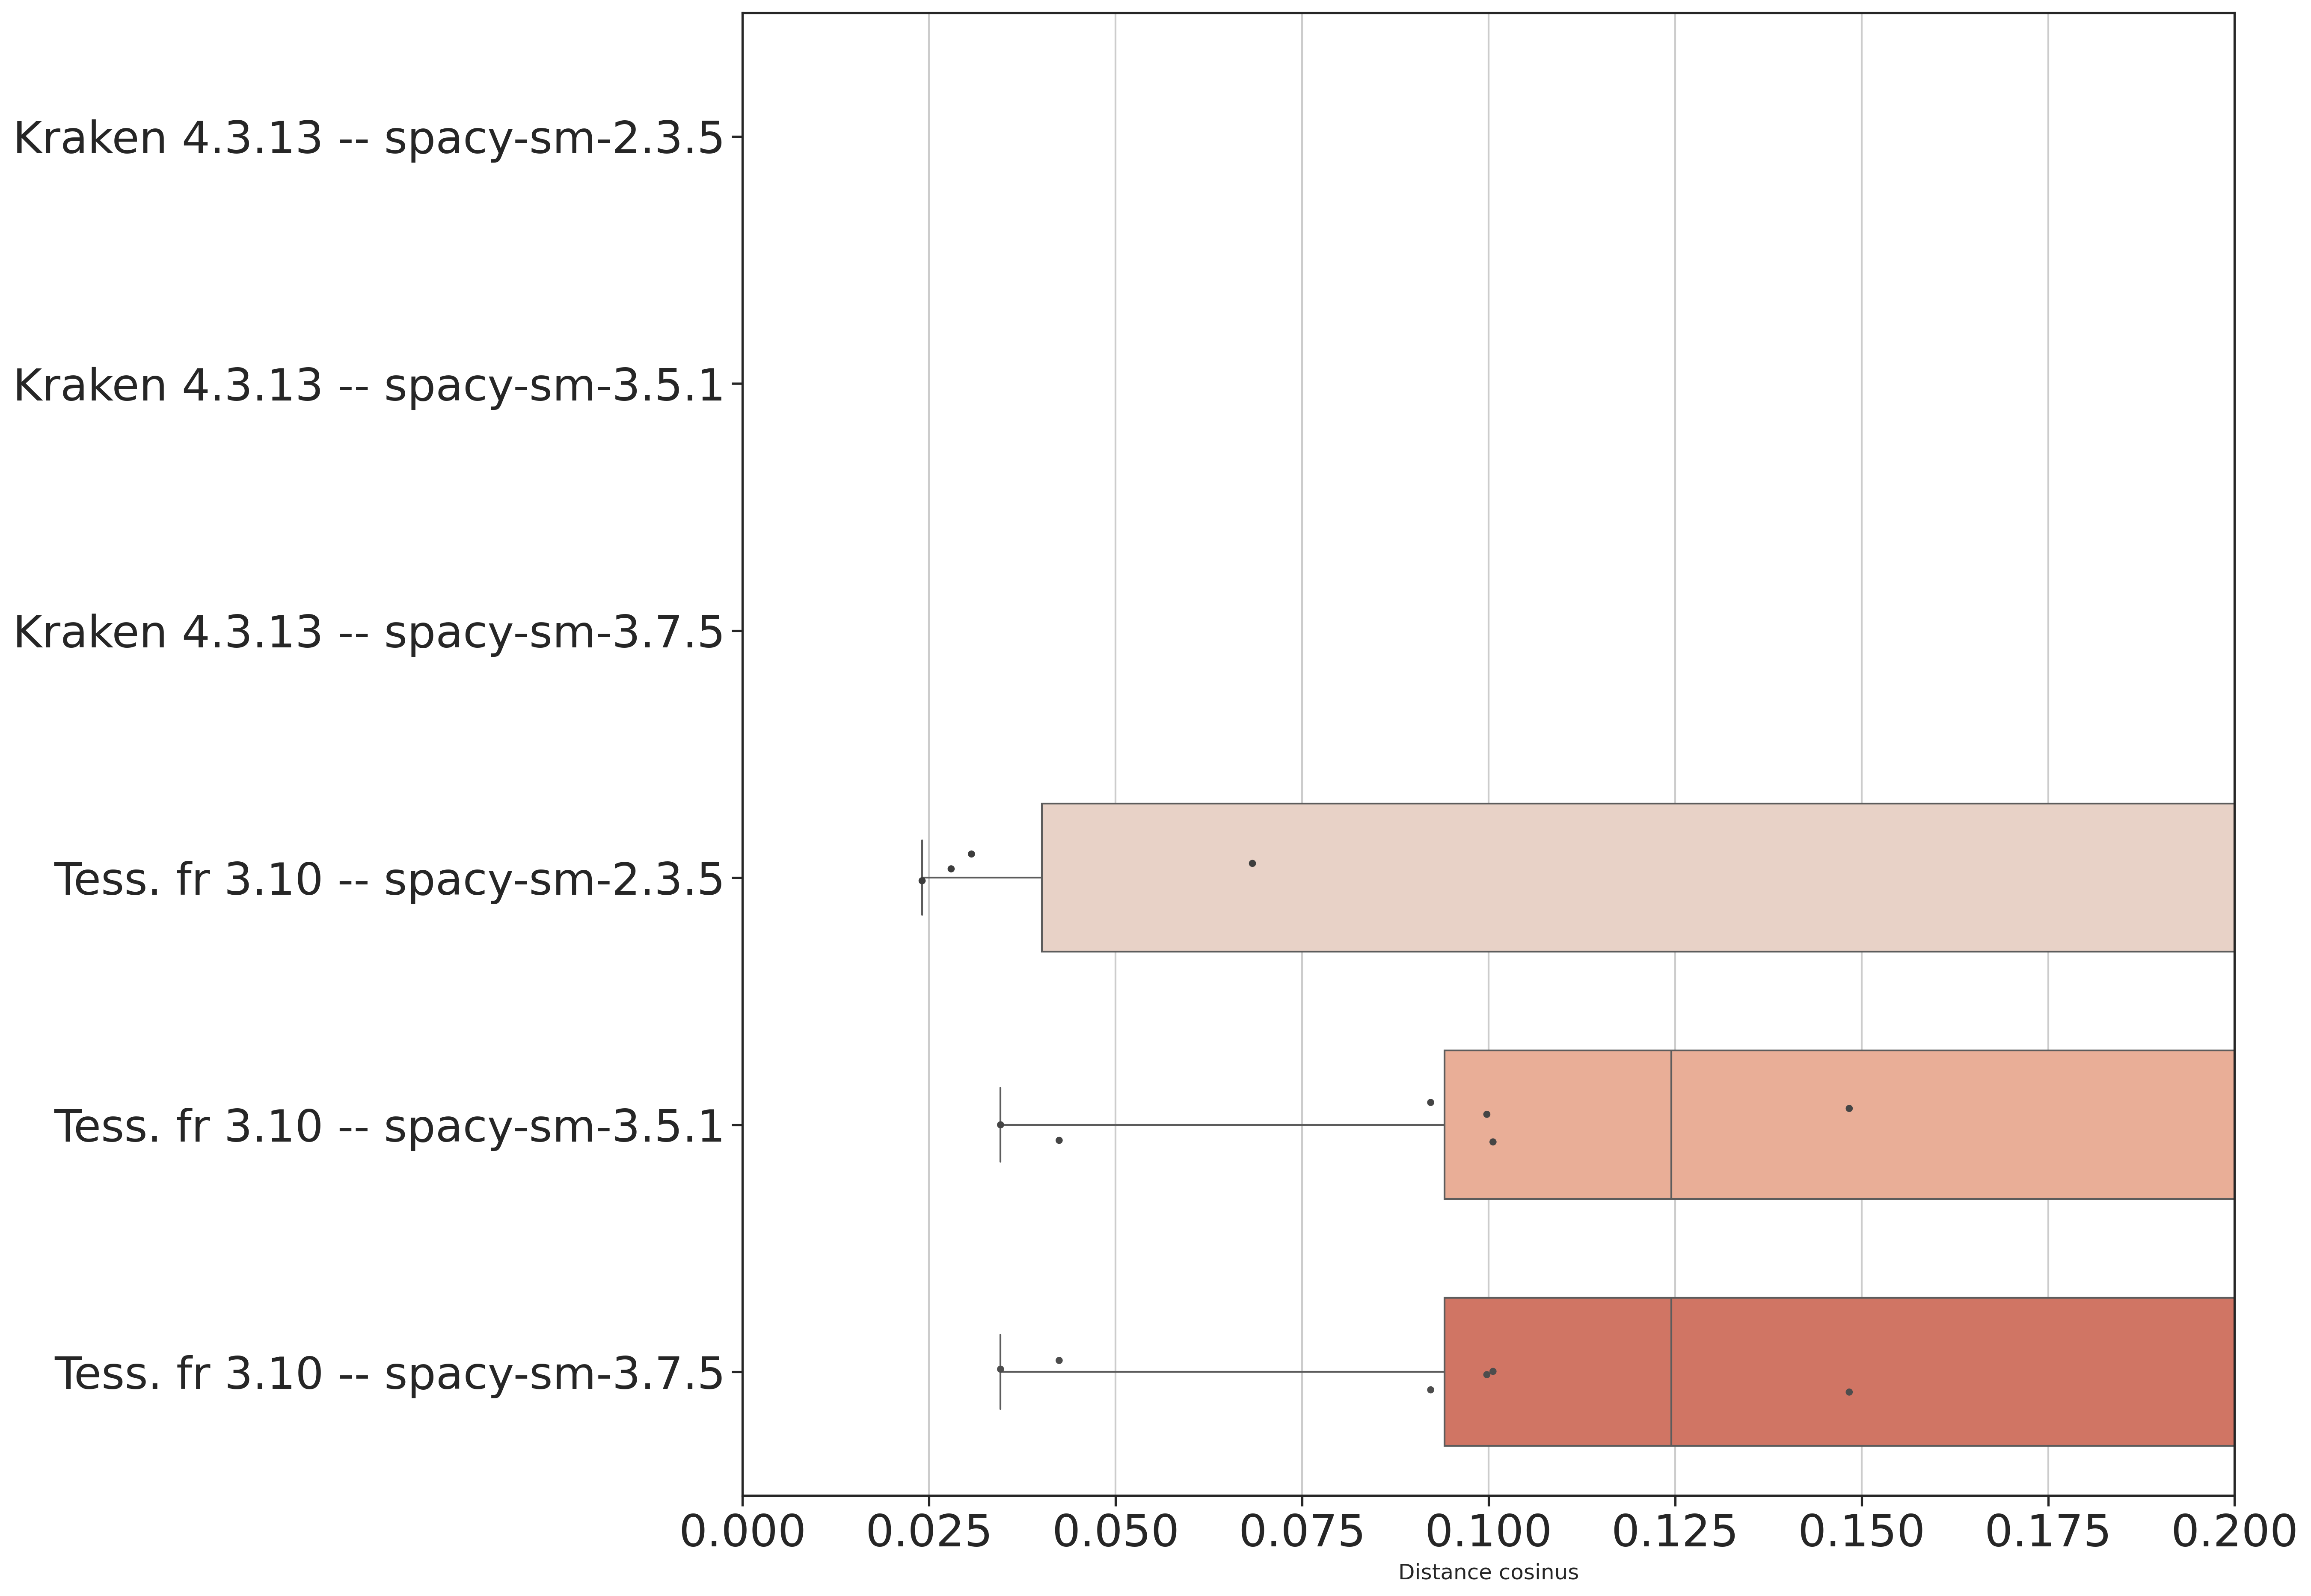 Kraken 4.3.13 -- spacy-sm-2.3.5
Kraken 4.3.13 -- spacy-sm-3.5.1
Kraken 4.3.13 -- spacy-sm-3.7.5
Tess. fr 3.10 -- spacy-sm-2.3.5
Tess. fr 3.10 -- spacy-sm-3.5.1
Tess. fr 3.10 -- spacy-sm-3.7.5
0.000 0.025 0.050 0.075 0.100 0.125 0.150 0.175 0.200
Distance cosinus